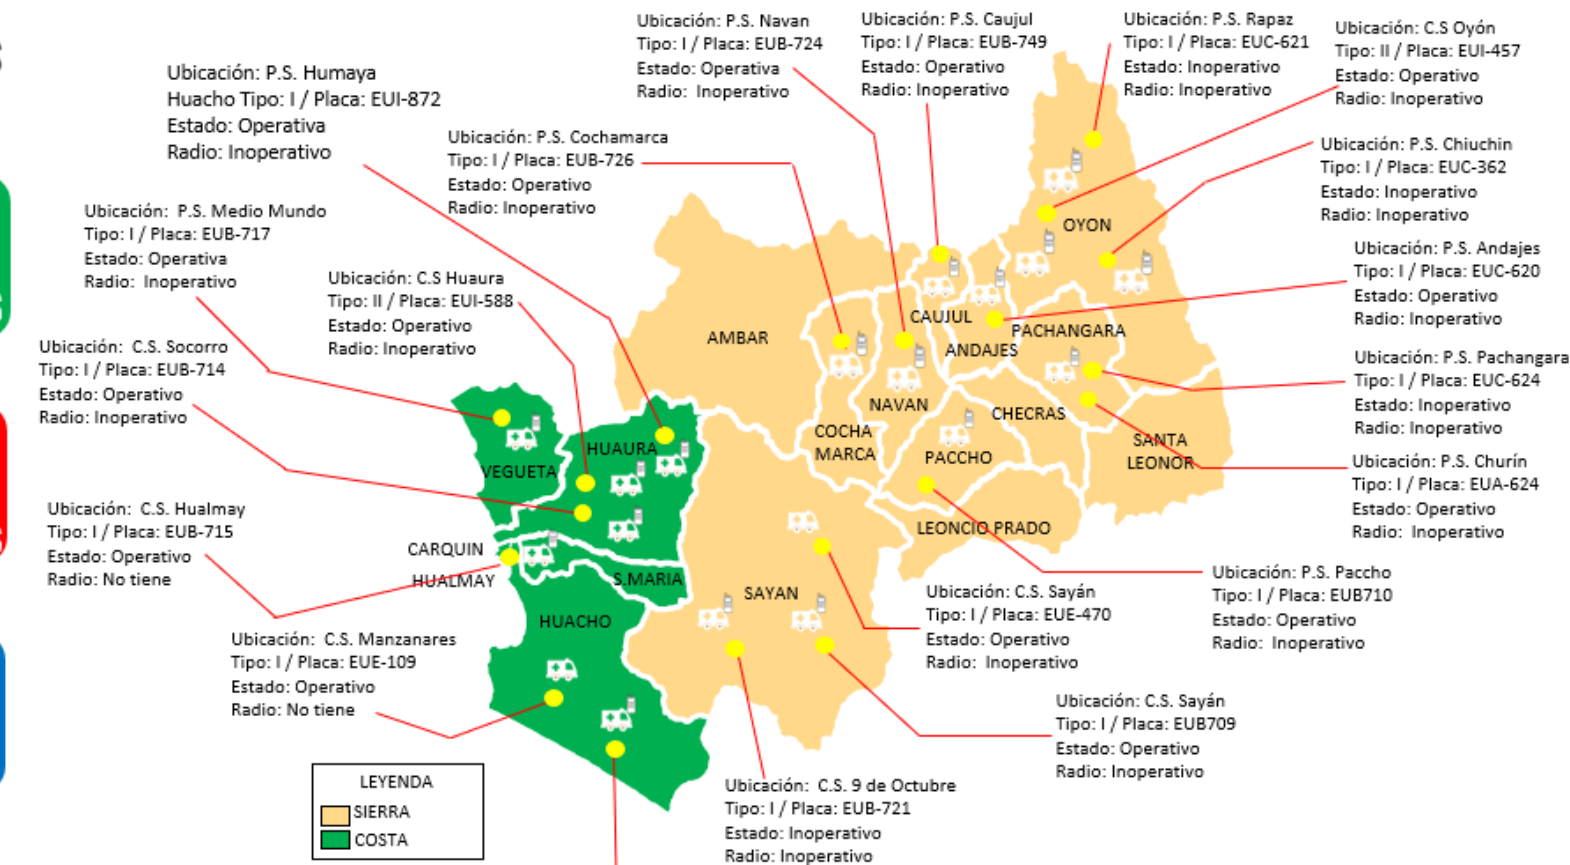 Ubicación: P.S. Humaya
Huacho Tipo: I / Placa: EUI-872
Estado: Operativa
Radio: Inoperativo
Ubicación: P.S. Navan
Tipo: I / Placa: EUB-724
Estado: Operativa
Radio: Inoperativo
Ubicación: P.S. Caujul
Tipo: I / Placa: EUB-749
Estado: Operativo
Radio: Inoperativo
Ubicación: P.S. Rapaz
Tipo: I / Placa: EUC-621
Estado: Inoperativo
Radio: Inoperativo
Ubicación: C.S Oyón
Tipo: II / Placa: EUI-457
Estado: Operativo
Radio: Inoperativo
Ubicación: P.S. Cochamarca
Tipo: I / Placa: EUB-726
Estado: Operativo
Radio: Inoperativo
Ubicación: P.S. Chiuchin
Tipo: I / Placa: EUC-362
Estado: Inoperativo
Radio: Inoperativo
Ubicación: P.S. Medio Mundo
Tipo: I / Placa: EUB-717
Estado: Operativa
Radio: Inoperativo
Ubicación: C.S Huaura
Tipo: II / Placa: EUI-588
Estado: Operativo
Radio: Inoperativo
Ubicación: P.S. Andajes
Tipo: I / Placa: EUC-620
Estado: Operativo
Radio: Inoperativo
Ubicación: C.S. Socorro
Tipo: I / Placa: EUB-714
Estado: Operativo
Radio: Inoperativo
Ubicación: P.S. Pachangara
Tipo: I / Placa: EUC-624
Estado: Inoperativo
Radio: Inoperativo
Ubicación: P.S. Churín
Tipo: I / Placa: EUA-624
Estado: Operativo
Radio: Inoperativo
Ubicación: C.S. Hualmay
Tipo: I / Placa: EUB-715
Estado: Operativo
Radio: No tiene
Ubicación: P.S. Paccho
Tipo: I / Placa: EUB710
Estado: Operativo
Radio: Inoperativo
Ubicación: C.S. Sayán
Tipo: I / Placa: EUE-470
Estado: Operativo
Radio: Inoperativo
Ubicación: C.S. Manzanares
Tipo: I / Placa: EUE-109
Estado: Operativo
Radio: No tiene
Ubicación: C.S. Sayán
Tipo: I / Placa: EUB709
Estado: Operativo
Radio: Inoperativo
Ubicación: C.S. 9 de Octubre
Tipo: I / Placa: EUB-721
Estado: Inoperativo
Radio: Inoperativo
OYON
AMBAR
CAUJUL
PACHANGARA
ANDAJES
NAVAN
CHECRAS
COCHA
MARCA
PACCHO
SANTA
LEONOR
LEONCIO PRADO
HUAURA
VEGUETA
CARQUIN
HUALMAY
S.MARIA
SAYAN
HUACHO
LEYENDA
SIERRA
COSTA